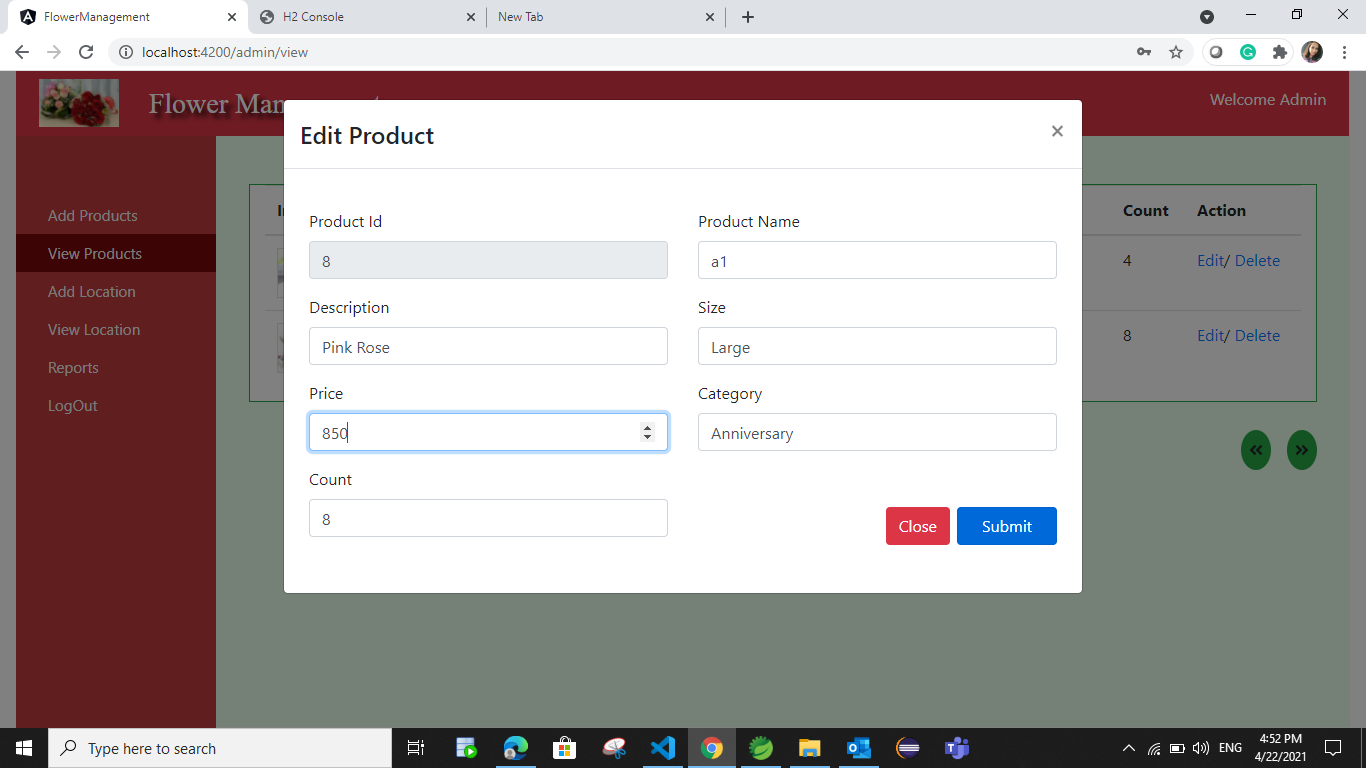 FlowerManagement
H2 Console
New Tab
localhost:4200/admin/view
Flower
Welcome Admin
Edit Product
×
Add Products
View Products
Add Location
View Location
Reports
LogOut
Count Action
4 Edit/ Delete
8 Edit/ Delete
Product Id Product Name
8 a1
Description Size
Pink Rose Large
Price Category
850 Anniversary
Count
8
Close Submit
« »
Type here to search
ENG
4:52 PM
4/22/2021